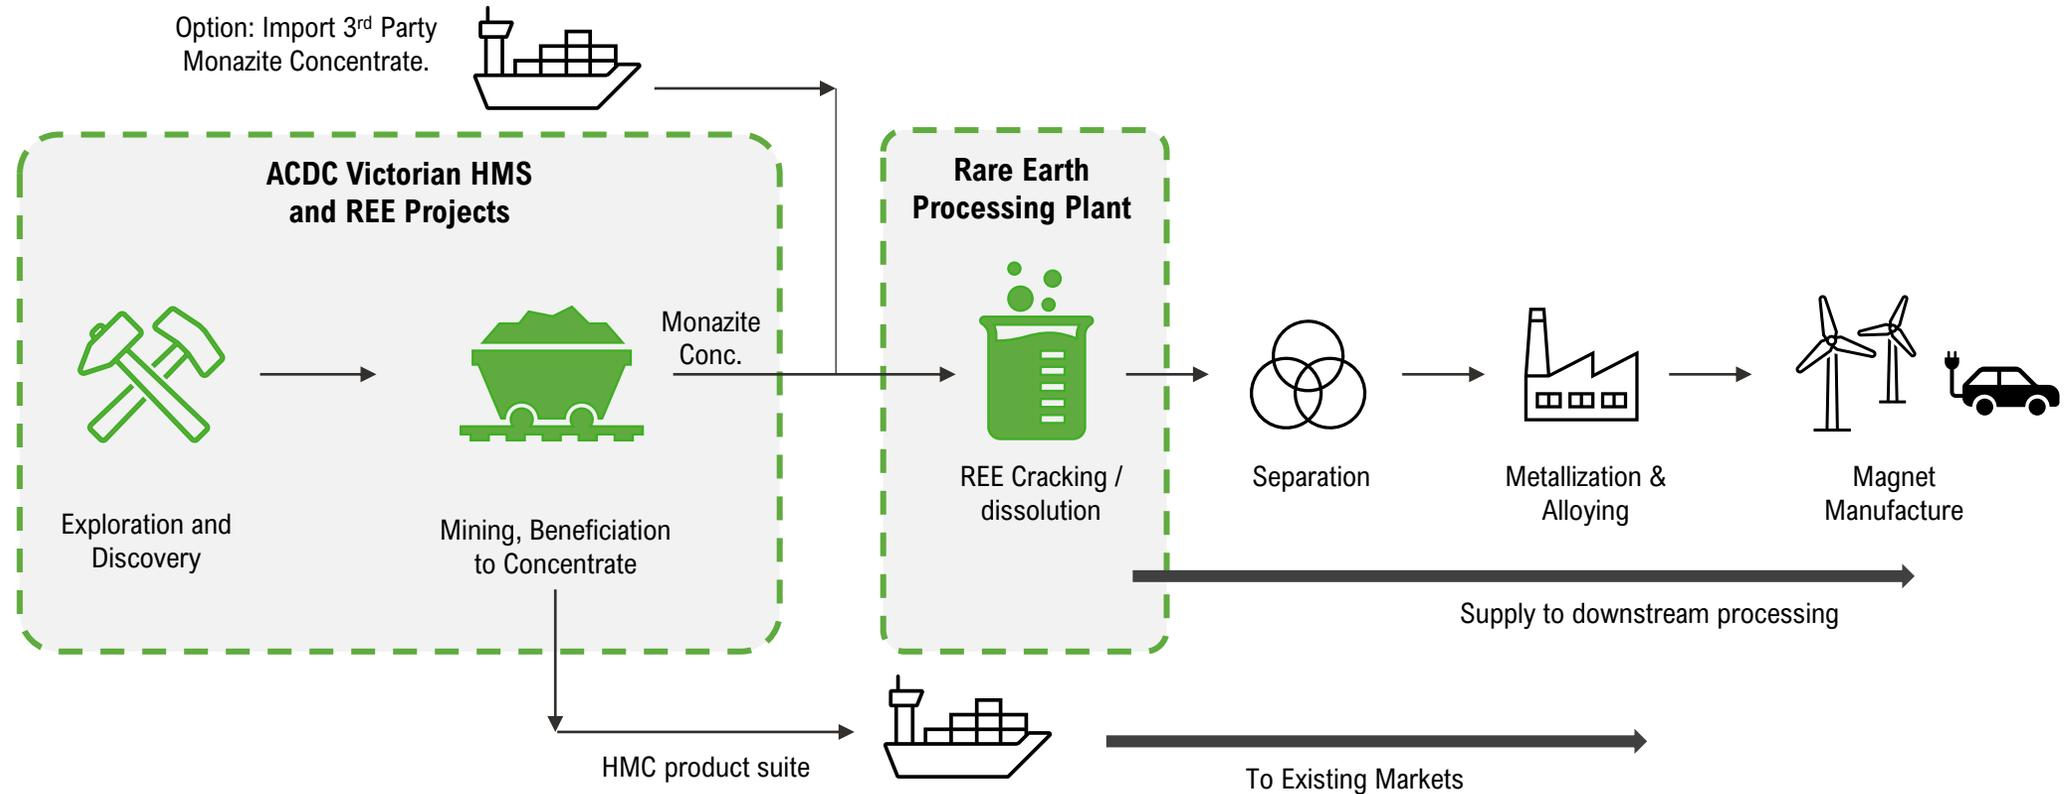 Option: Import 3rd Party
Monazite Concentrate.
ACDC Victorian HMS
and REE Projects
Rare Earth
Processing Plant
Monazite
Conc.
Exploration and
Discovery
Mining, Beneficiation
to Concentrate
REE Cracking /
dissolution
Separation
Metallization &
Alloying
Magnet
Manufacture
Supply to downstream processing
HMC product suite
To Existing Markets